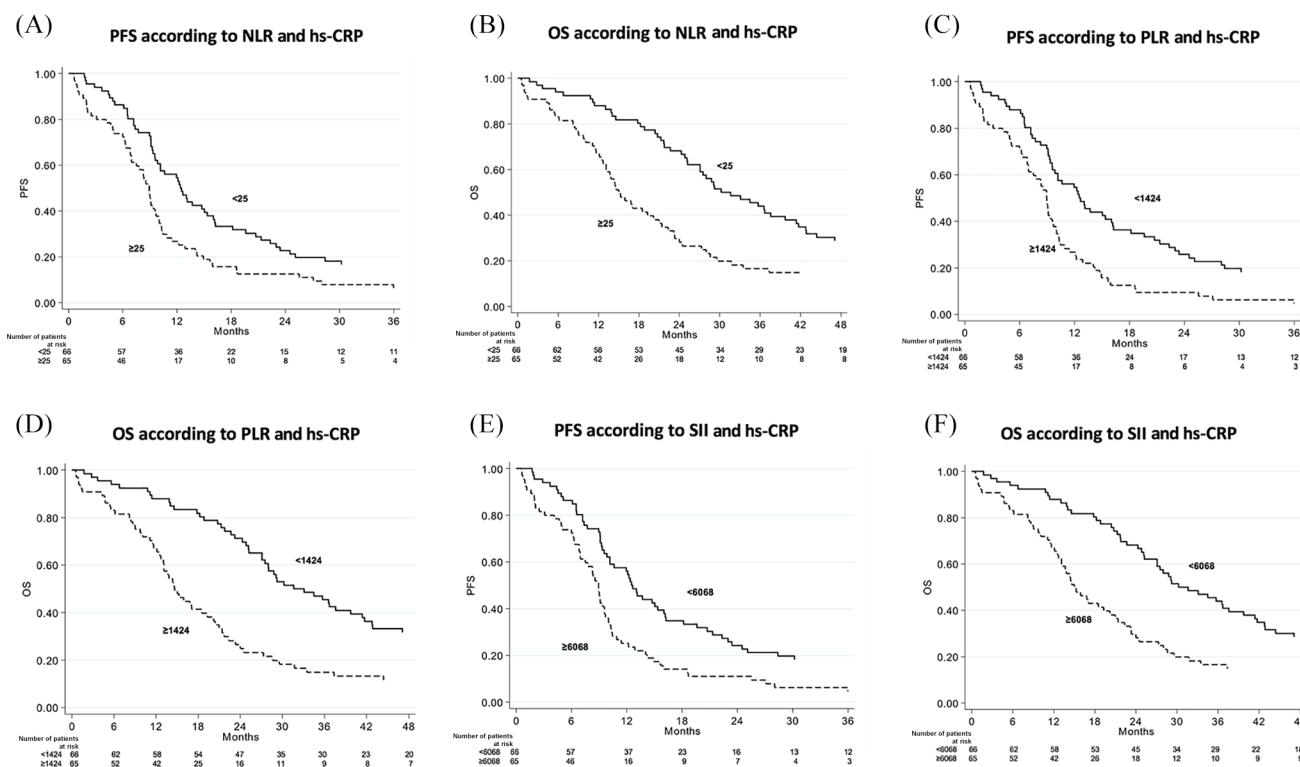 (A)
PFS according to NLR and hs-CRP
1.00
0.80
0.60
0.40
0.20
0.00
PFS
<25
≥25
0 6 12 18 24 30 36
Months
Number of patients
at risk
<25 66 57 36 22 15 12 11
≥25 65 46 17 10 8 5 4
(B)
OS according to NLR and hs-CRP
1.00
0.80
0.60
0.40
0.20
0.00
OS
<25
≥25
0 6 12 18 24 30 36 42 48
Months
Number of patients
at risk
<25 66 62 58 53 45 34 29 23 19
≥25 65 52 42 26 18 12 10 8 8
(C)
PFS according to PLR and hs-CRP
1.00
0.80
0.60
0.40
0.20
0.00
PFS
<1424
≥1424
0 6 12 18 24 30 36
Months
Number of patients
at risk
<1424 66 58 36 24 17 13 12
≥1424 65 45 17 8 6 4 3
(D)
OS according to PLR and hs-CRP
1.00
0.80
0.60
0.40
0.20
0.00
OS
<1424
≥1424
0 6 12 18 24 30 36 42 48
Months
Number of patients
at risk
<1424 66 62 58 54 47 35 30 23 20
≥1424 65 52 42 25 16 11 9 8 7
(E)
PFS according to SII and hs-CRP
1.00
0.80
0.60
0.40
0.20
0.00
PFS
<6068
≥6068
0 6 12 18 24 30 36
Months
Number of patients
at risk
<6068 66 57 37 23 16 13 12
≥6068 65 46 16 9 7 4 3
(F)
OS according to SII and hs-CRP
1.00
0.80
0.60
0.40
0.20
0.00
OS
<6068
≥6068
0 6 12 18 24 30 36 42
Months
Number of patients
at risk
<6068 66 62 58 53 45 34 29 22
≥6068 65 52 42 26 18 12 10 9